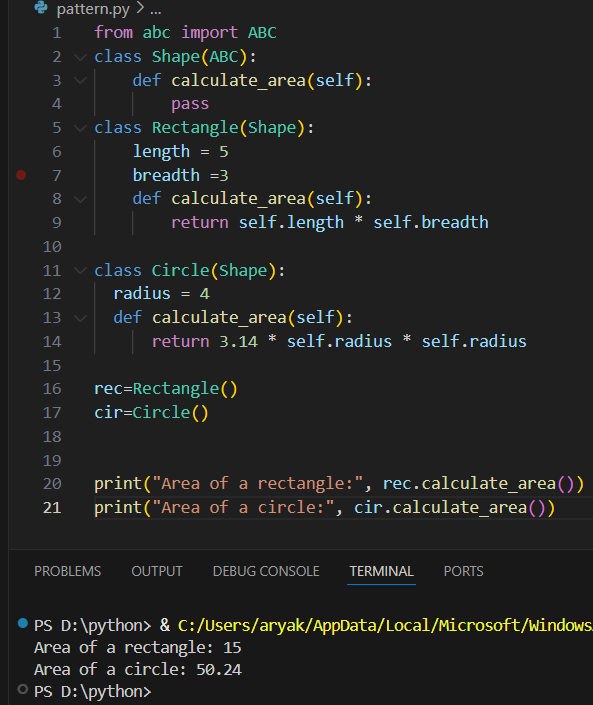 pattern.py > ...
1 from abc import ABC
2 class Shape(ABC):
3     def calculate_area(self):
4         pass
5 class Rectangle(Shape):
6     length = 5
7     breadth =3
8     def calculate_area(self):
9         return self.length * self.breadth
10
11 class Circle(Shape):
12   radius = 4
13   def calculate_area(self):
14       return 3.14 * self.radius * self.radius
15
16 rec=Rectangle()
17 cir=Circle()
18
19
20 print("Area of a rectangle:", rec.calculate_area())
21 print("Area of a circle:", cir.calculate_area())
PROBLEMS OUTPUT DEBUG CONSOLE TERMINAL PORTS
PS D:\python> & C:/Users/aryak/AppData/Local/Microsoft/Windows
Area of a rectangle: 15
Area of a circle: 50.24
PS D:\python>